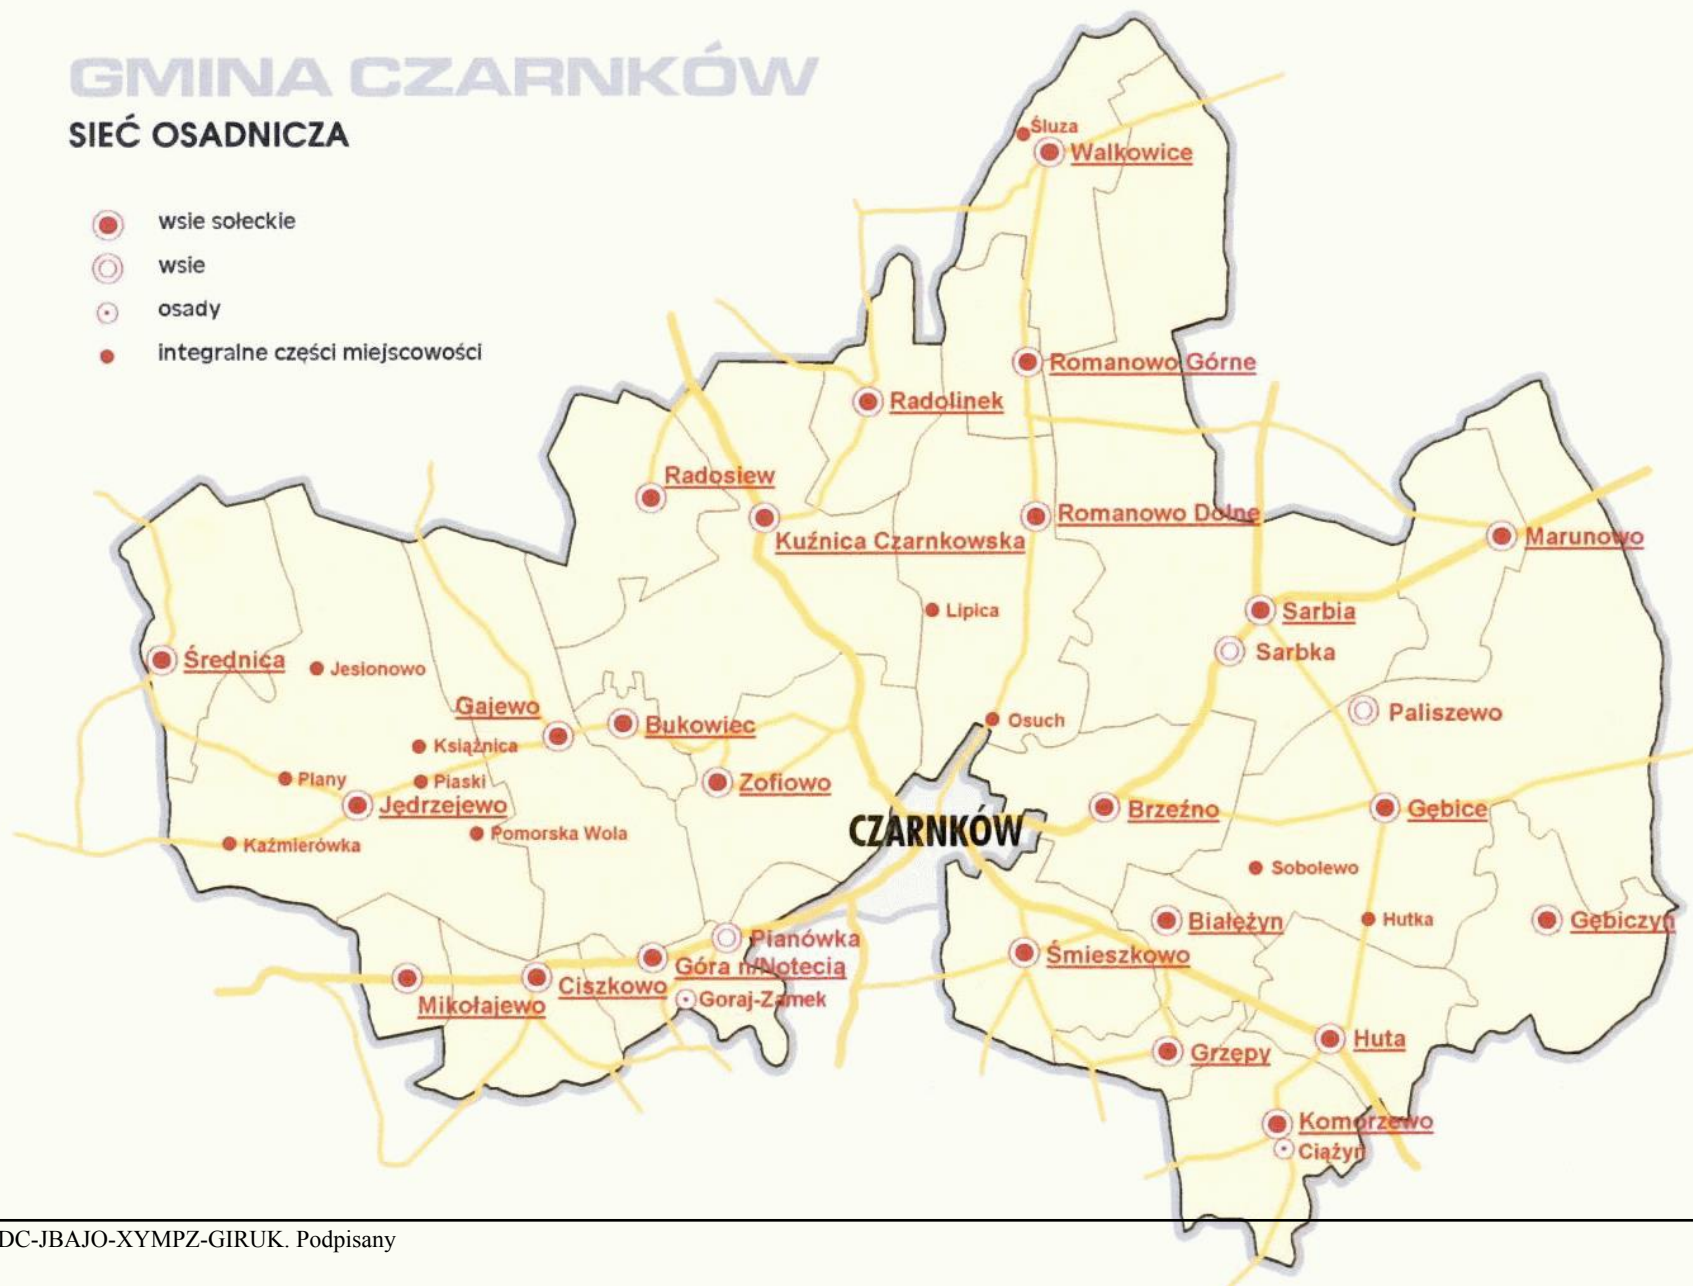 GMINA CZARNKÓW
SIEĆ OSADNICZA
wsie sołeckie
wsie
osady
integralne części miejscowości
Śluza
Walkowice
Romanowo Górne
Radolinek
Radosiew
Kuźnica Czarnkowska
Romanowo Dolne
Marunowo
Lipica
Sarbia
Sarbka
Średnica
Jesionowo
Gajewo
Bukowiec
Osuch
Paliszewo
Książnica
Piany
Piaski
Zofiowo
Jędrzejewo
Brzeźno
Gębice
CZARNKÓW
Pomorska Wola
Kaźmierówka
Sobolewo
Białężyn
Hutka
Gębiczyn
Pianówka
Śmieszkowo
Góra n/Notecią
Ciszkowo
Mikołajewo
Goraj-Zamek
Huta
Grzępy
Komorzewo
Ciążyń
DC-JBAJO-XYMPZ-GIRUK. Podpisany